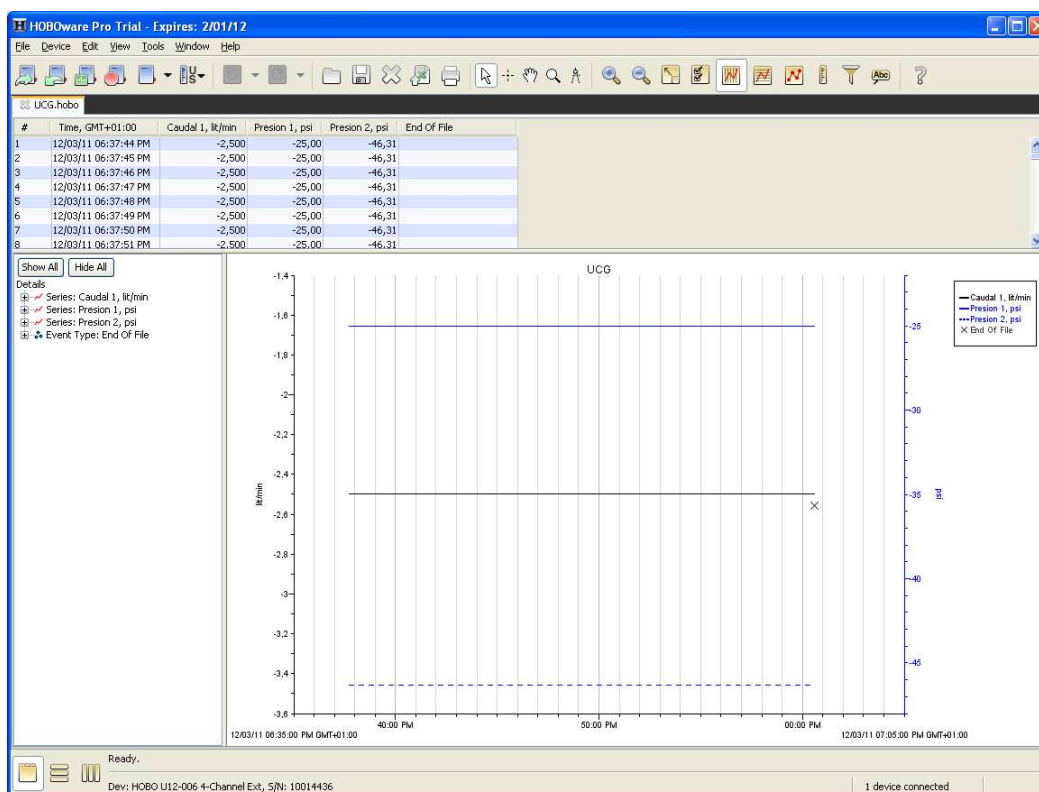 HOBOware Pro Trial - Expires: 2/01/12
File Device Edit View Tools Window Help
UCG.hobo
# Time, GMT+01:00 Caudal 1, lit/min Presion 1, psi Presion 2, psi End Of File
1 12/03/11 06:37:44 PM -2,500 -25,00 -46,31
2 12/03/11 06:37:45 PM -2,500 -25,00 -46,31
3 12/03/11 06:37:46 PM -2,500 -25,00 -46,31
4 12/03/11 06:37:47 PM -2,500 -25,00 -46,31
5 12/03/11 06:37:48 PM -2,500 -25,00 -46,31
6 12/03/11 06:37:49 PM -2,500 -25,00 -46,31
7 12/03/11 06:37:50 PM -2,500 -25,00 -46,31
8 12/03/11 06:37:51 PM -2,500 -25,00 -46,31
Show All Hide All
Details
Series: Caudal 1, lit/min
Series: Presion 1, psi
Series: Presion 2, psi
Event Type: End Of File
UCG
-1,4
-1,6
-1,8
-2
-2,2
-2,4
-2,6
-2,8
-3
-3,2
-3,4
-3,6
lit/min
-25
-30
-35
-40
-45
psi
Caudal 1, lit/min
Presion 1, psi
Presion 2, psi
End Of File
40:00 PM 50:00 PM 00:00 PM
12/03/11 06:35:00 PM GMT+01:00 12/03/11 07:05:00 PM GMT+01:00
Ready.
Dev: HOBO U12-006 4-Channel Ext, S/N: 10014436 1 device connected